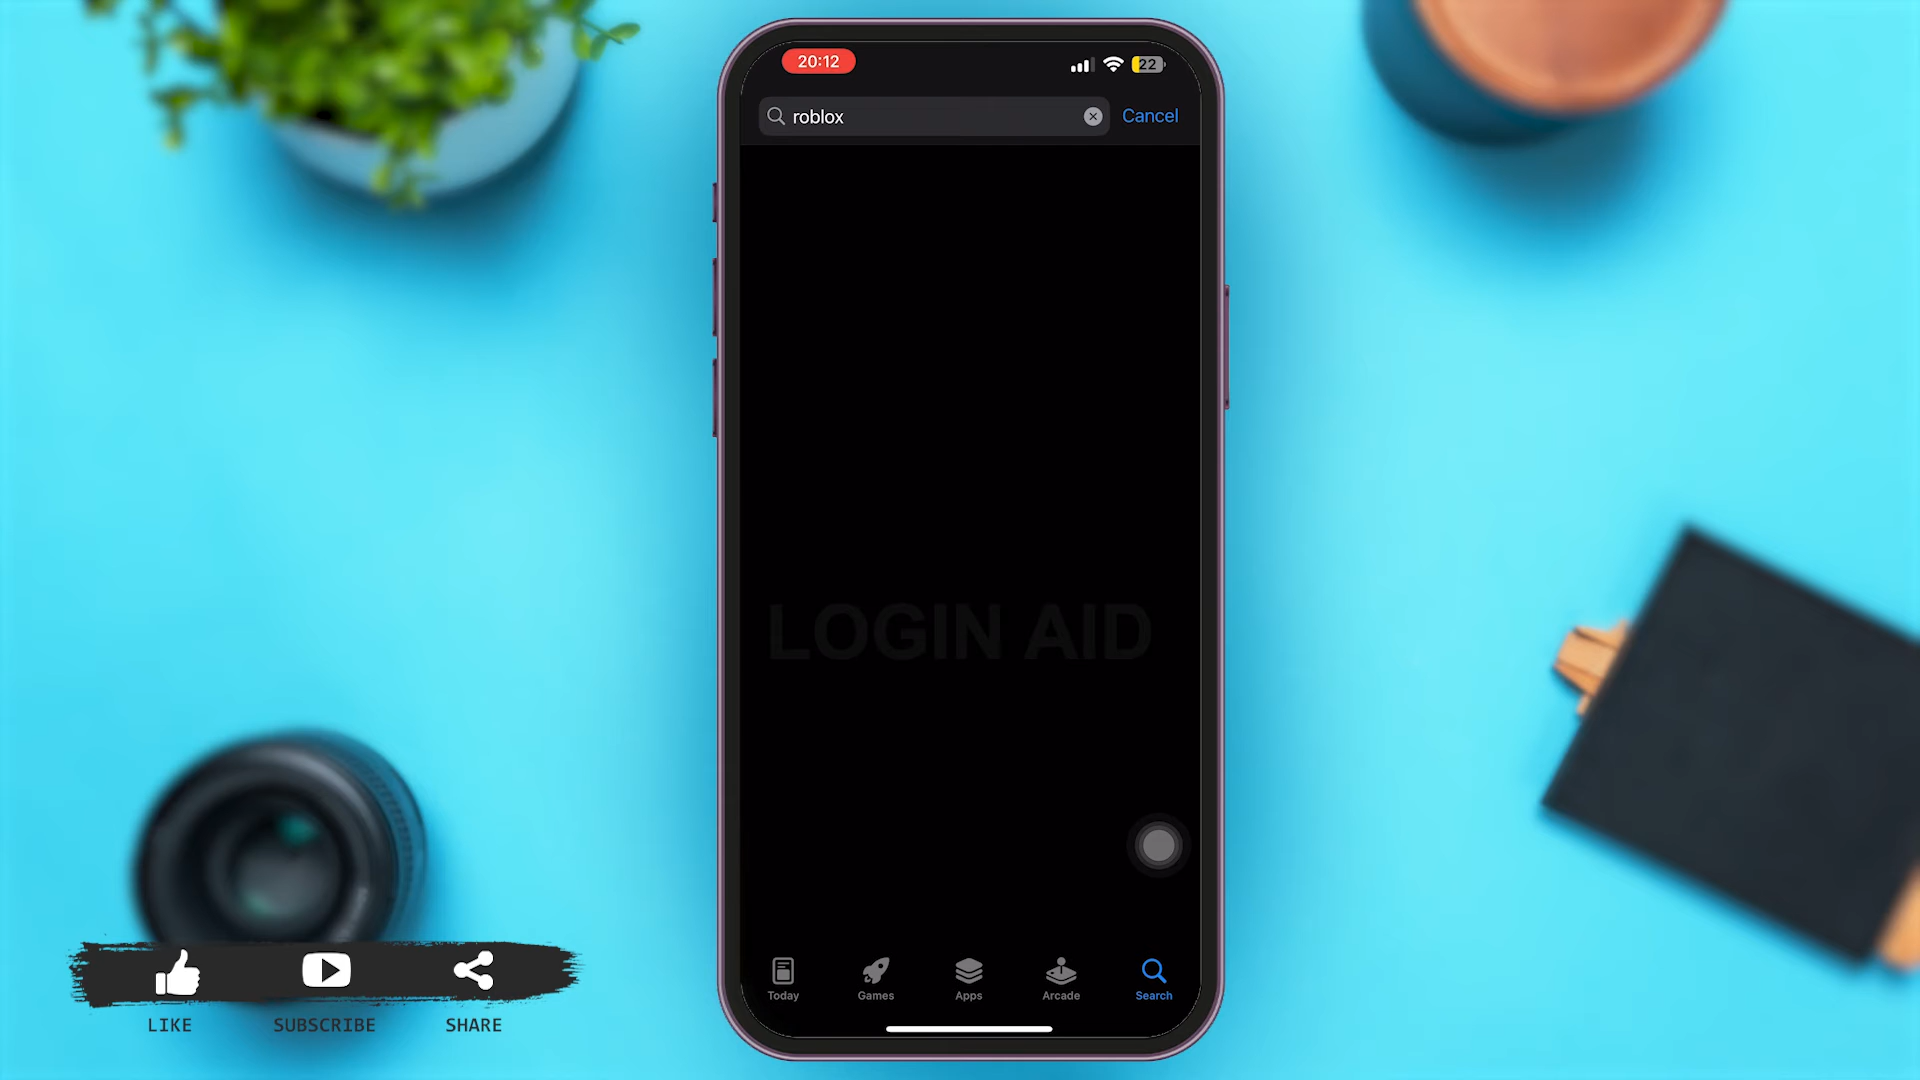 20:12
22
roblox
Cancel
LOGIN AID
Today
Games
Apps
Arcade
Search
LIKE
SUBSCRIBE
SHARE